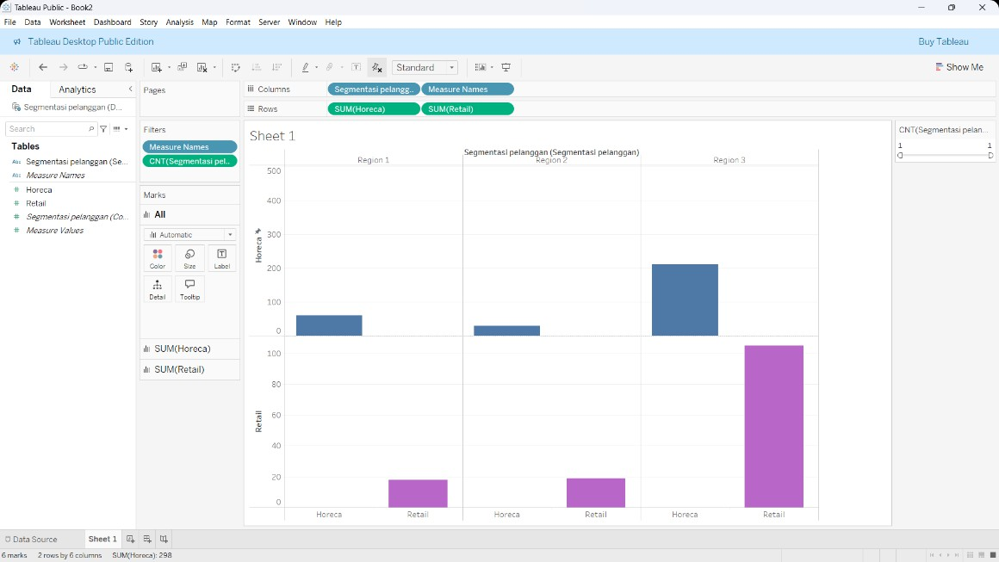 Tableau Public - Book2
File Data Worksheet Dashboard Story Analysis Map Format Server Window Help
Tableau Desktop Public Edition
Buy Tableau
Standard
Show Me
Data Analytics
Segmentasi pelanggan (D...
Search
Tables
Abc Segmentasi pelanggan (Se...
Abc Measure Names
# Horeca
# Retail
# Segmentasi pelanggan (Co...
# Measure Values
Pages
Filters
Measure Names
CNT(Segmentasi pel..
Marks
All
Automatic
Color Size Label
Detail Tooltip
SUM(Horeca)
SUM(Retail)
Columns Segmentasi pelangg.. Measure Names
Rows SUM(Horeca) SUM(Retail)
Sheet 1
Segmentasi pelanggan (Segmentasi pelanggan)
Region 1 Region 2 Region 3
500
400
300
200
100
0
Horeca
100
80
60
40
20
0
Retail
Horeca Retail Horeca Retail Horeca Retail
CNT(Segmentasi pelan...
1 1
Data Source Sheet 1
6 marks 2 rows by 6 columns SUM(Horeca): 298